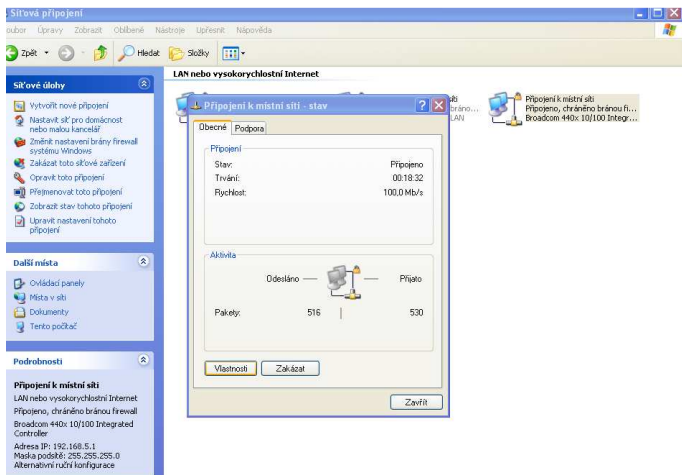 Síťová připojení
oubor Úpravy Zobrazit Oblíbené Nástroje Upřesnit Nápověda
Zpět Hledat Složky
LAN nebo vysokorychlostní Internet
Síťové úlohy
Vytvořit nové připojení
Nastavit síť pro domácnost
nebo malou kancelář
Změnit nastavení brány firewall
systému Windows
Zakázat toto síťové zařízení
Opravit toto připojení
Přejmenovat toto připojení
Zobrazit stav tohoto připojení
Upravit nastavení tohoto
připojení
Další místa
Ovládací panely
Místa v síti
Dokumenty
Tento počítač
Podrobnosti
Připojení k místní síti
LAN nebo vysokorychlostní Internet
Připojeno, chráněno bránou firewall
Broadcom 440x 10/100 Integrated
Controller
Adresa IP: 192.168.5.1
Maska podsítě: 255.255.255.0
Alternativní ruční konfigurace
Připojení k místní síti - stav
Obecné Podpora
Připojení
Stav: Připojeno
Trvání: 00:18:32
Rychlost: 100,0 Mb/s
Aktivita
Odesláno — — Přijato
Pakety: 516 530
Vlastnosti Zakázat
Zavřít
LAN
Připojení k místní síti
Připojeno, chráněno bránou fi...
Broadcom 440x 10/100 Integr...